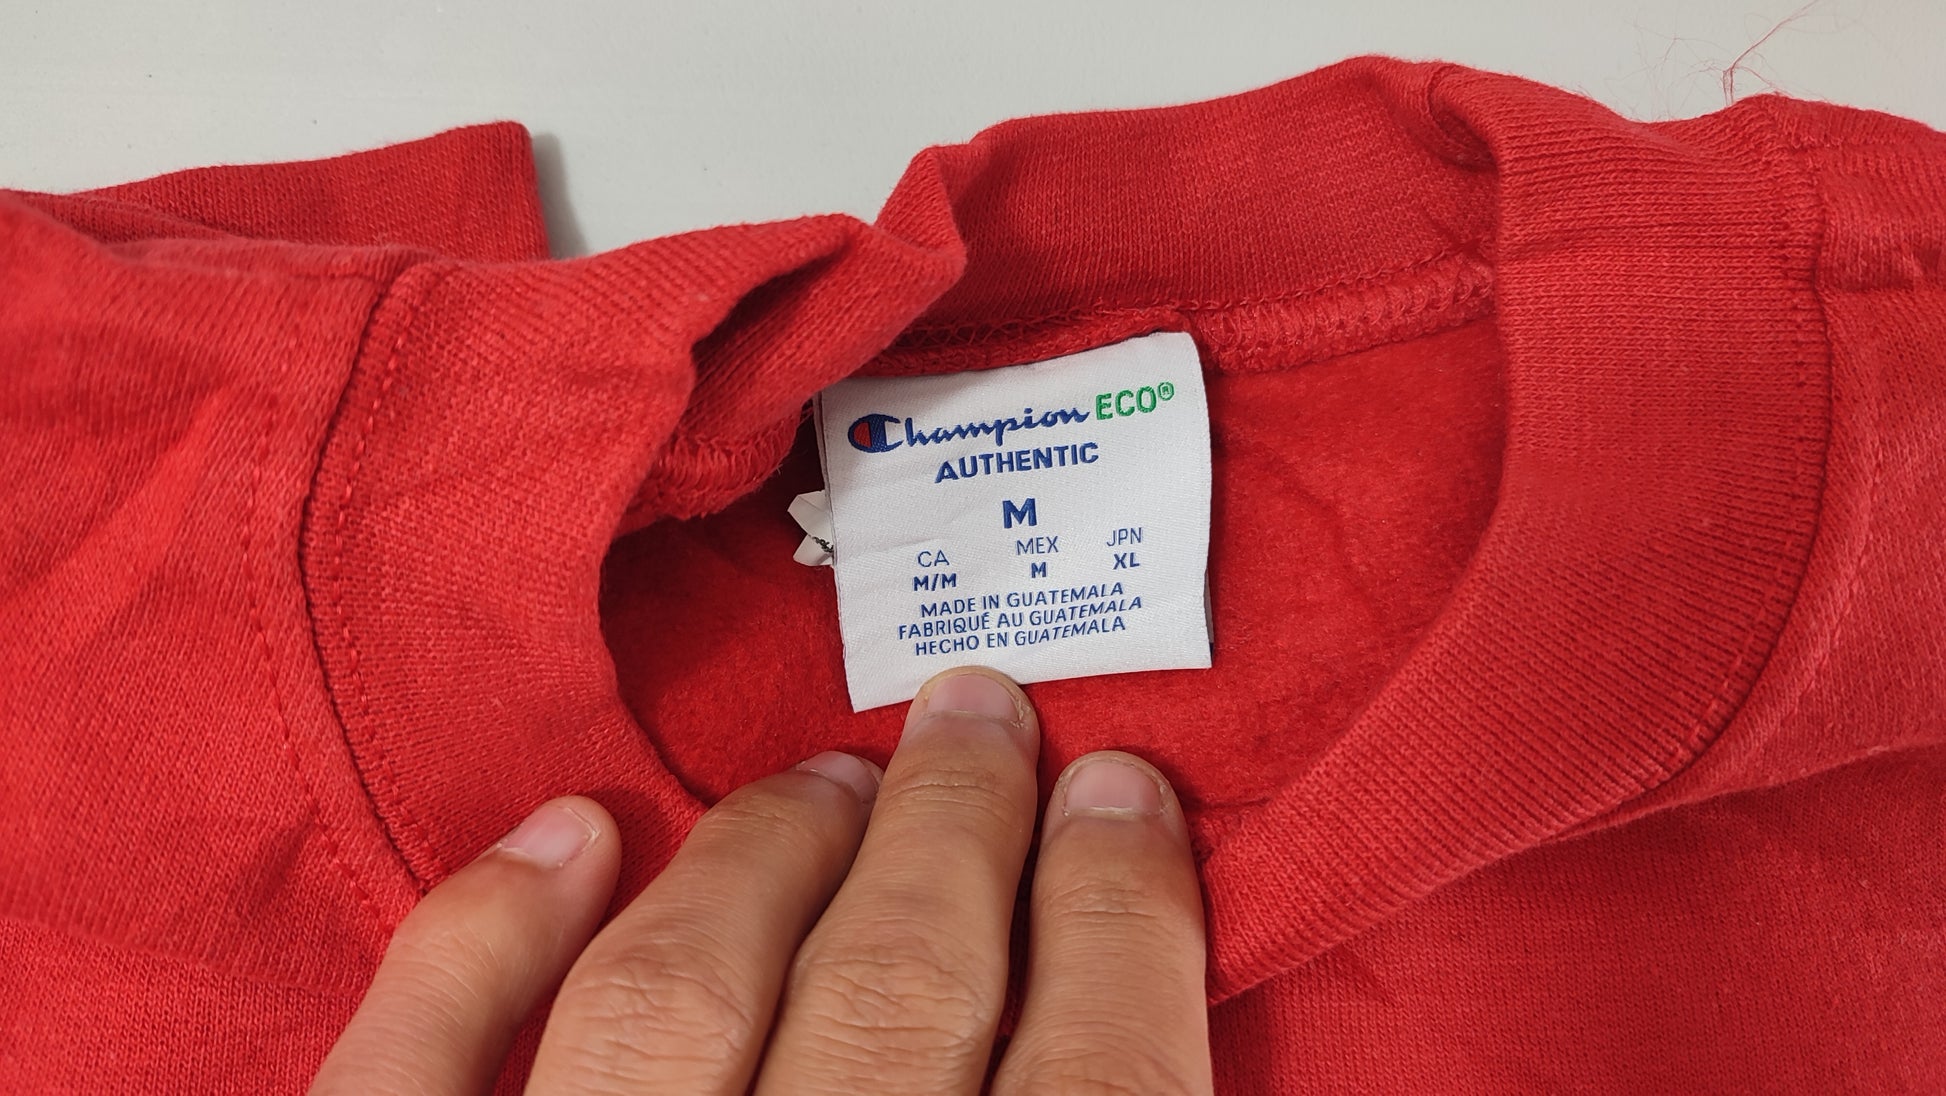 Champion ECO®
AUTHENTIC
M
CA MEX JPN
M/M M XL
MADE IN GUATEMALA
FABRIQUÉ AU GUATEMALA
HECHO EN GUATEMALA